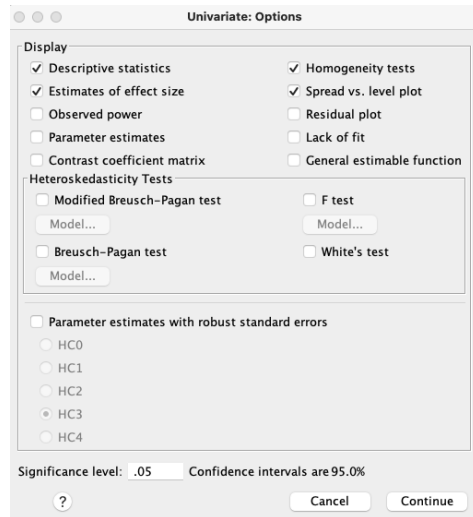 Univariate: Options
Display
Descriptive statistics
Homogeneity tests
Estimates of effect size
Spread vs. level plot
Observed power
Residual plot
Parameter estimates
Lack of fit
Contrast coefficient matrix
General estimable function
Heteroskedasticity Tests
Modified Breusch-Pagan test
F test
Model...
Model...
Breusch-Pagan test
White's test
Model...
Parameter estimates with robust standard errors
HC0
HC1
HC2
HC3
HC4
Significance level: .05 Confidence intervals are 95.0%
? Cancel Continue